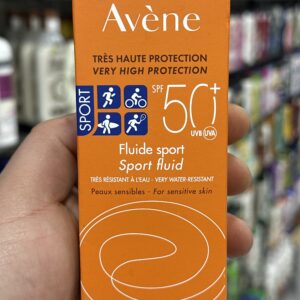 Avène
TRÈS HAUTE PROTECTION
VERY HIGH PROTECTION
SPORT
SPF 50+
UVB UVA
Fluide sport
Sport fluid
TRÈS RÉSISTANT À L'EAU - VERY WATER-RESISTANT
Peaux sensibles - For sensitive skin